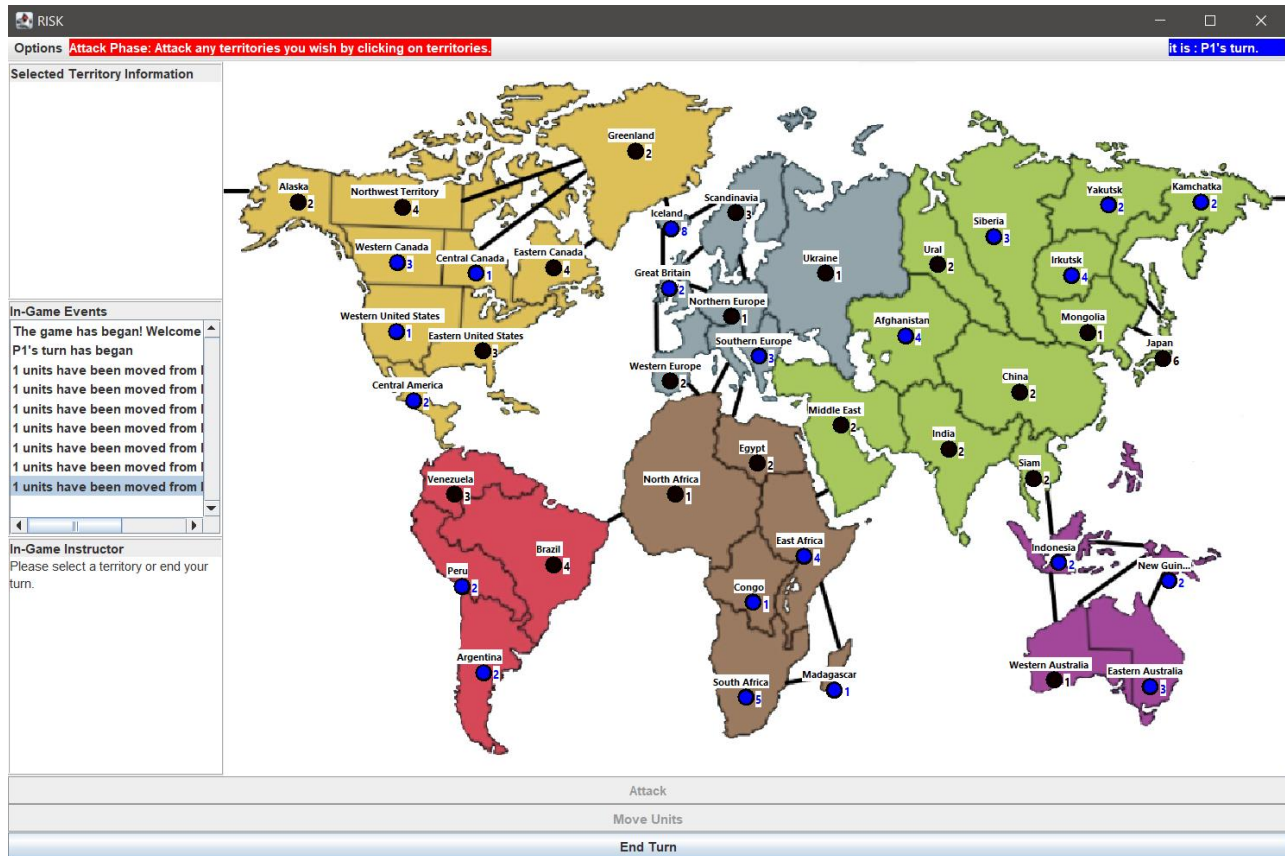 RISK
Options Attack Phase: Attack any territories you wish by clicking on territories. it is : P1's turn.
Selected Territory Information
In-Game Events
The game has began! Welcome
P1's turn has began
1 units have been moved from
1 units have been moved from
1 units have been moved from
1 units have been moved from
1 units have been moved from
1 units have been moved from
In-Game Instructor
Please select a territory or end your
turn.
Greenland
2
Alaska
2
Northwest Territory
4
Western Canada
3
Central Canada
1
Eastern Canada
4
Western United States
1
Eastern United States
3
Central America
2
Venezuela
3
Brazil
4
Peru
2
Argentina
2
Iceland
8
Scandinavia
3
Great Britain
2
Ukraine
1
Northern Europe
1
Southern Europe
3
Western Europe
2
North Africa
1
Egypt
2
East Africa
4
Congo
1
South Africa
5
Madagascar
1
Ural
2
Siberia
3
Yakutsk
2
Kamchatka
2
Irkutsk
4
Mongolia
1
Japan
6
Afghanistan
4
China
2
Middle East
2
India
2
Siam
2
Indonesia
2
New Guin...
2
Western Australia
1
Eastern Australia
3
Attack
Move Units
End Turn